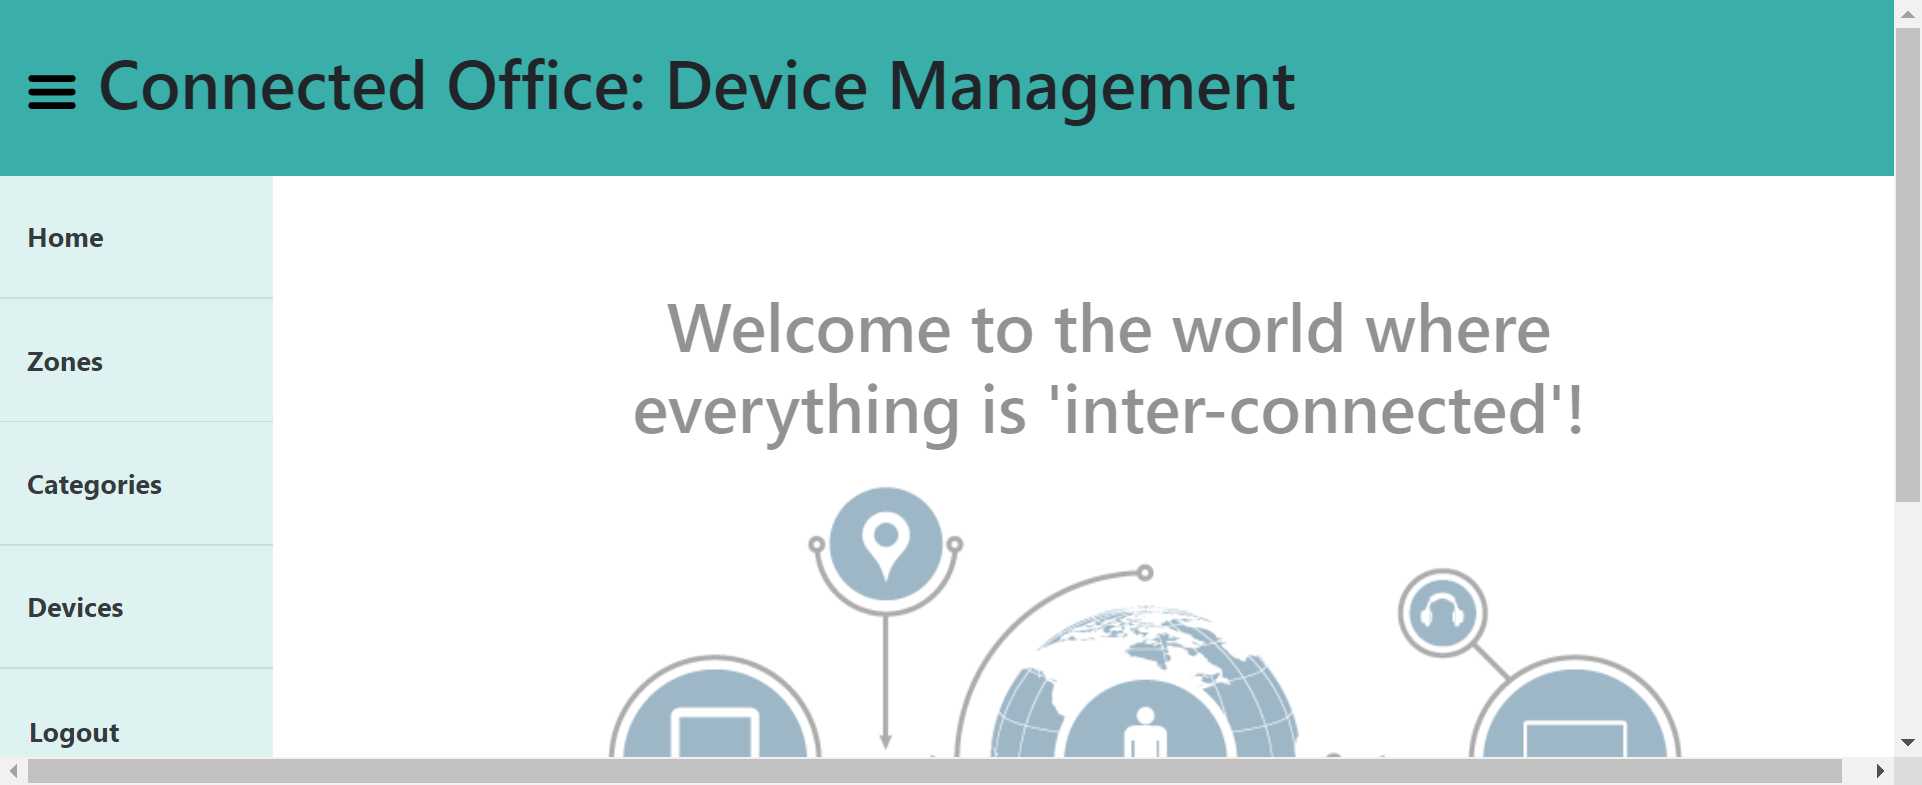 Connected Office: Device Management
Home
Zones
Categories
Devices
Logout
Welcome to the world where
everything is 'inter-connected'!